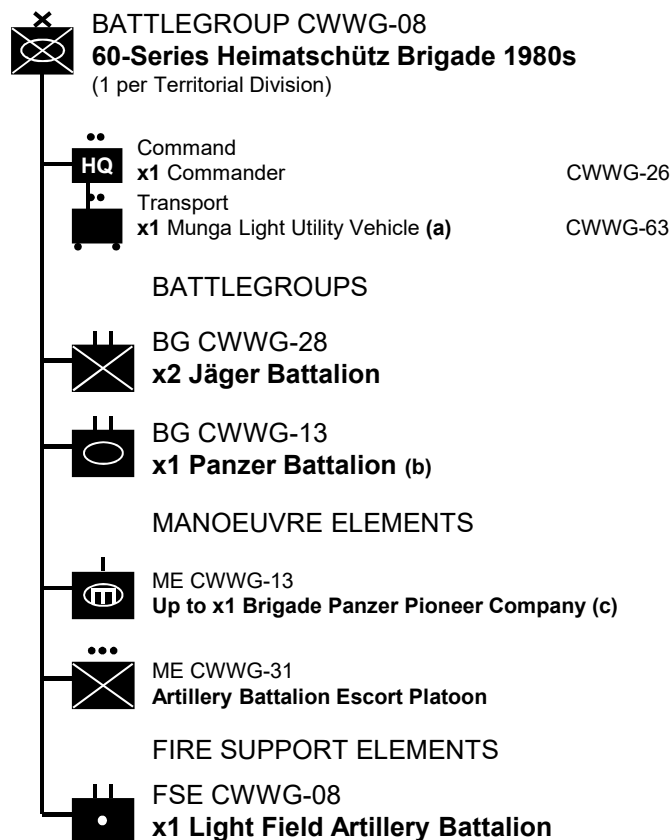 BATTLEGROUP CWWG-08
60-Series Heimatschütz Brigade 1980s
(1 per Territorial Division)
HQ
Command
x1 Commander CWWG-26
Transport
x1 Munga Light Utility Vehicle (a) CWWG-63
BATTLEGROUPS
BG CWWG-28
x2 Jäger Battalion
BG CWWG-13
x1 Panzer Battalion (b)
MANOEUVRE ELEMENTS
ME CWWG-13
Up to x1 Brigade Panzer Pioneer Company (c)
ME CWWG-31
Artillery Battalion Escort Platoon
FIRE SUPPORT ELEMENTS
FSE CWWG-08
x1 Light Field Artillery Battalion